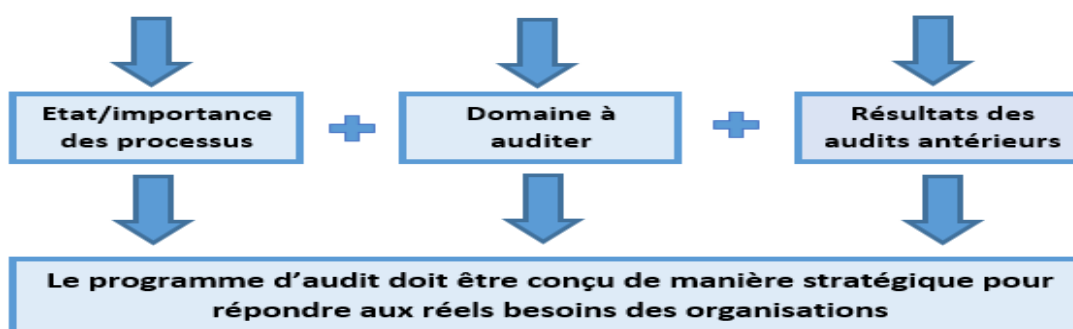 Etat/importance
des processus
Domaine à
auditer
Résultats des
audits antérieurs
Le programme d’audit doit être conçu de manière stratégique pour
répondre aux réels besoins des organisations